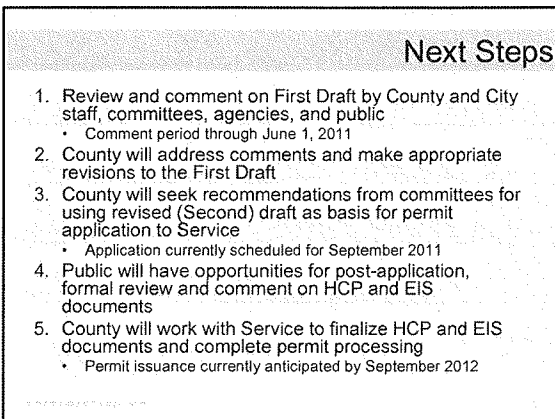 Next Steps
1. Review and comment on First Draft by County and City
staff, committees, agencies, and public
• Comment period through June 1, 2011
2. County will address comments and make appropriate
revisions to the First Draft
3. County will seek recommendations from committees for
using revised (Second) draft as basis for permit
application to Service
• Application currently scheduled for September 2011
4. Public will have opportunities for post-application,
formal review and comment on HCP and EIS
documents
5. County will work with Service to finalize HCP and EIS
documents and complete permit processing
• Permit issuance currently anticipated by September 2012